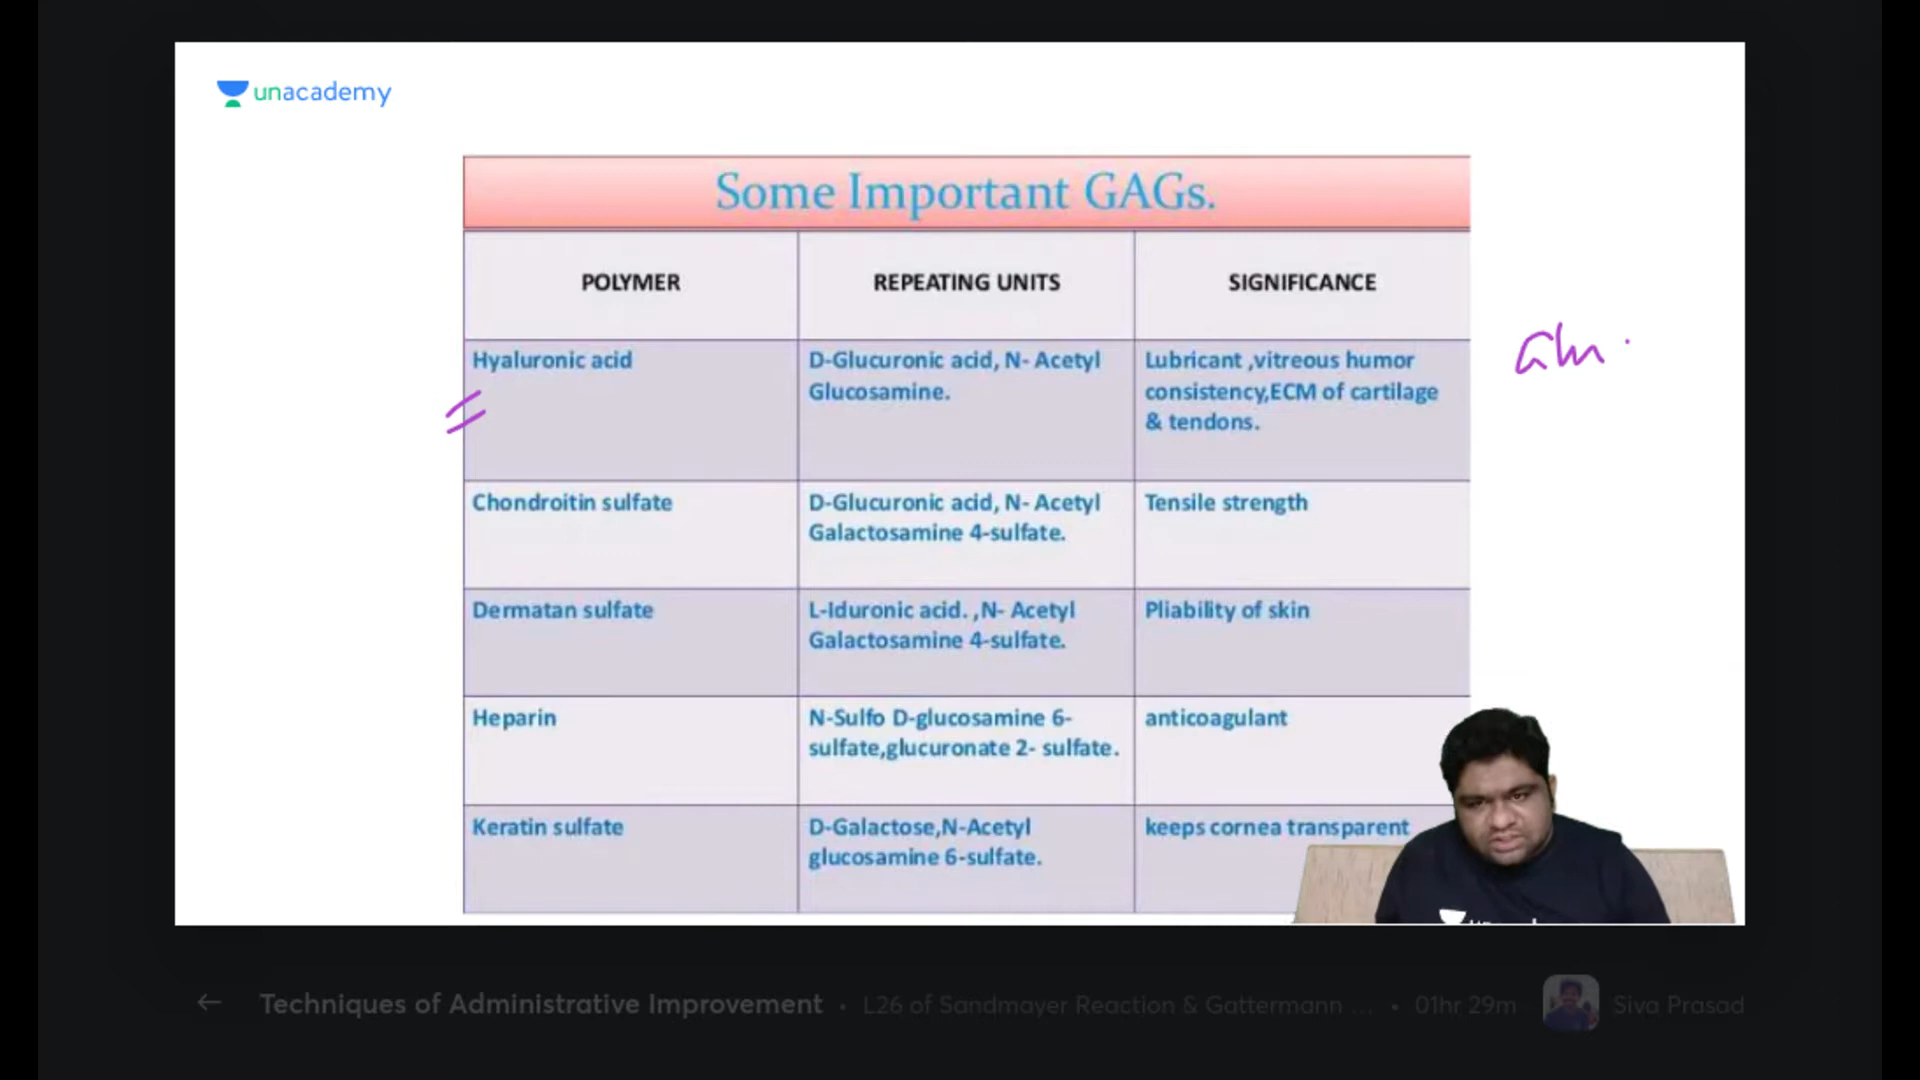 unacademy
Some Important GAGs.
POLYMER
REPEATING UNITS
SIGNIFICANCE
Hyaluronic acid
D-Glucuronic acid, N- Acetyl
Glucosamine.
Lubricant ,vitreous humor
consistency,ECM of cartilage
& tendons.
Chondroitin sulfate
D-Glucuronic acid, N- Acetyl
Galactosamine 4-sulfate.
Tensile strength
Dermatan sulfate
L-Iduronic acid. ,N- Acetyl
Galactosamine 4-sulfate.
Pliability of skin
Heparin
N-Sulfo D-glucosamine 6-
sulfate,glucuronate 2- sulfate.
anticoagulant
Keratin sulfate
D-Galactose,N-Acetyl
glucosamine 6-sulfate.
keeps cornea transparent
← Techniques of Administrative Improvement • L26 of Sandmayer Reaction & Gattermann ... • 01hr 29m Siva Prasad